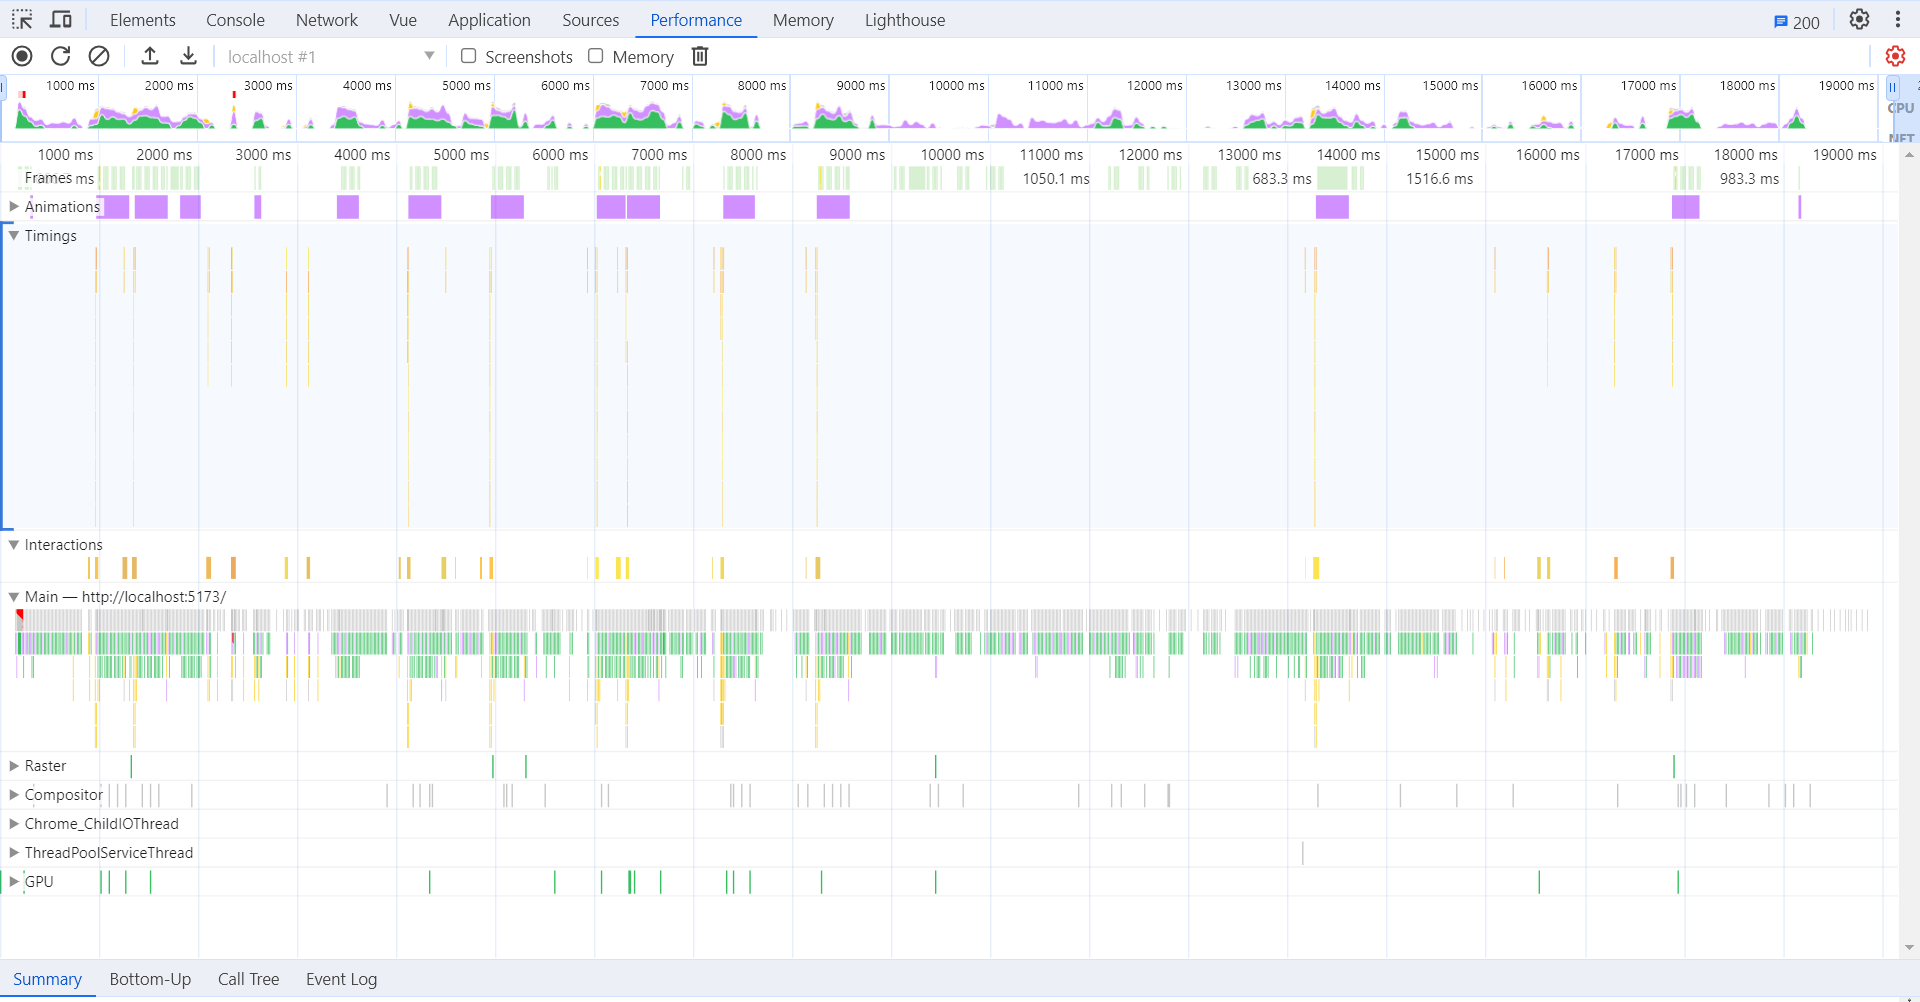 Elements Console Network Vue Application Sources Performance Memory Lighthouse 200
localhost #1 Screenshots Memory
1000 ms 2000 ms 3000 ms 4000 ms 5000 ms 6000 ms 7000 ms 8000 ms 9000 ms 10000 ms 11000 ms 12000 ms 13000 ms 14000 ms 15000 ms 16000 ms 17000 ms 18000 ms 19000 ms
CPU
NET
1000 ms 2000 ms 3000 ms 4000 ms 5000 ms 6000 ms 7000 ms 8000 ms 9000 ms 10000 ms 11000 ms 12000 ms 13000 ms 14000 ms 15000 ms 16000 ms 17000 ms 18000 ms 19000 ms
Frames ms 1050.1 ms 683.3 ms 1516.6 ms 983.3 ms
Animations
Timings
Interactions
Main — http://localhost:5173/
Raster
Compositor
Chrome_ChildIOThread
ThreadPoolServiceThread
GPU
Summary Bottom-Up Call Tree Event Log